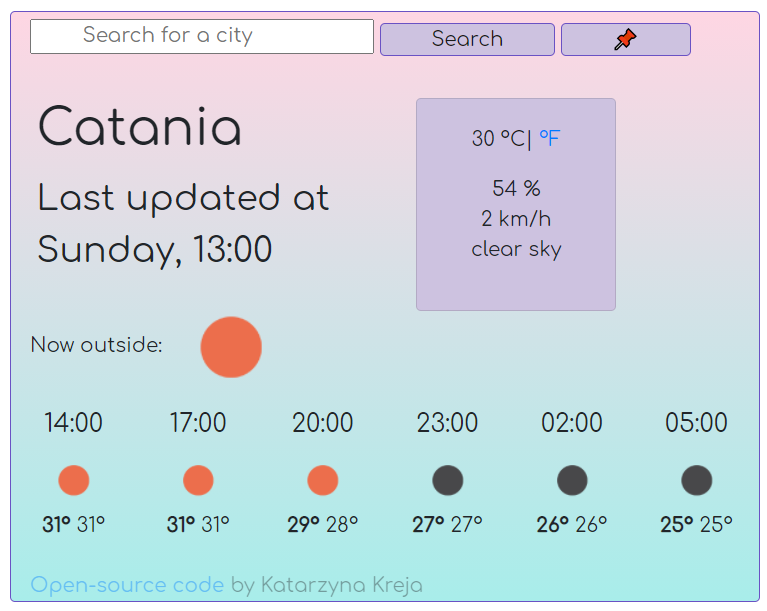 Search for a city Search
Catania
Last updated at
Sunday, 13:00
30 °C| °F
54 %
2 km/h
clear sky
Now outside:
14:00 17:00 20:00 23:00 02:00 05:00
31° 31° 31° 31° 29° 28° 27° 27° 26° 26° 25° 25°
Open-source code by Katarzyna Kreja